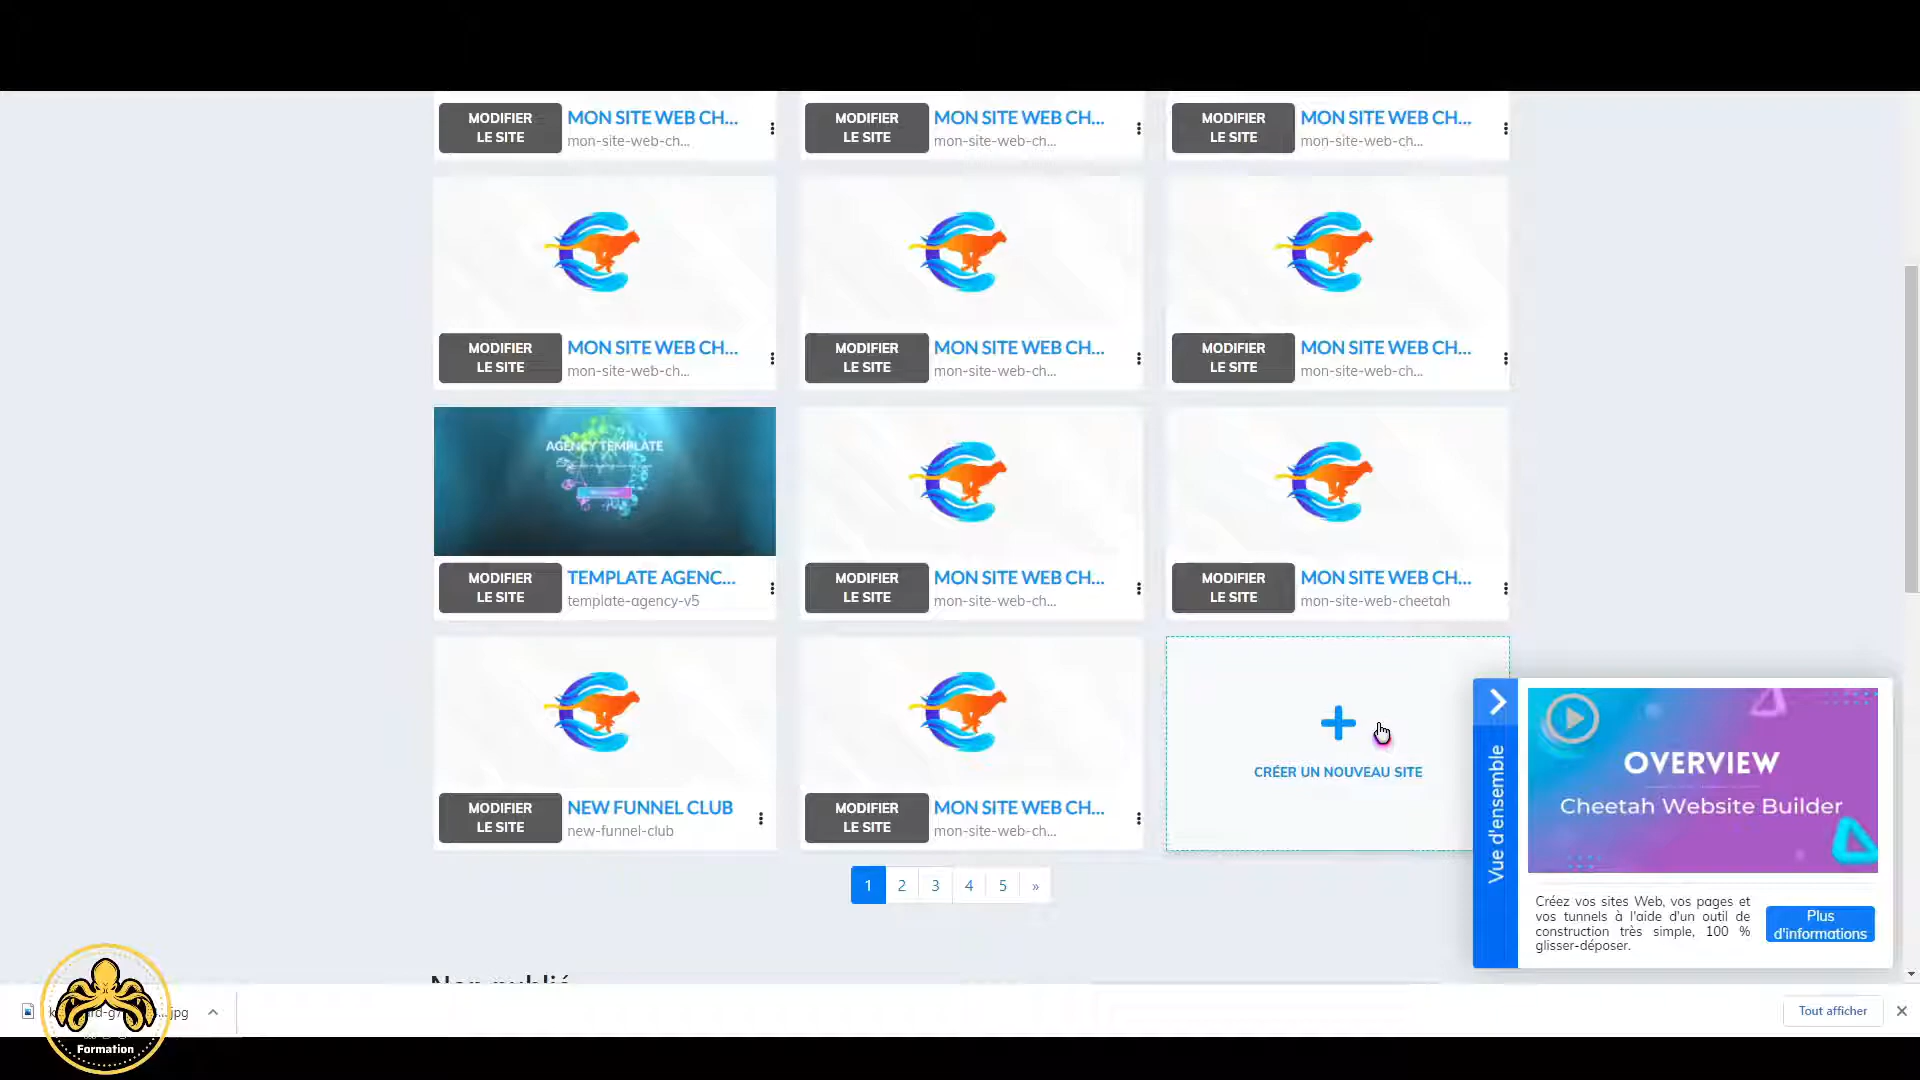 MODIFIER
LE SITE
MON SITE WEB CH...
mon-site-web-ch...
MODIFIER
LE SITE
MON SITE WEB CH...
mon-site-web-ch...
MODIFIER
LE SITE
MON SITE WEB CH...
mon-site-web-ch...
MODIFIER
LE SITE
MON SITE WEB CH...
mon-site-web-ch...
MODIFIER
LE SITE
MON SITE WEB CH...
mon-site-web-ch...
MODIFIER
LE SITE
MON SITE WEB CH...
mon-site-web-ch...
AGENCY TEMPLATE
MODIFIER
LE SITE
TEMPLATE AGENC...
template-agency-v5
MODIFIER
LE SITE
MON SITE WEB CH...
mon-site-web-ch...
MODIFIER
LE SITE
MON SITE WEB CH...
mon-site-web-cheetah
MODIFIER
LE SITE
NEW FUNNEL CLUB
new-funnel-club
MODIFIER
LE SITE
MON SITE WEB CH...
mon-site-web-ch...
CRÉER UN NOUVEAU SITE
1 2 3 4 5 »
Vue d'ensemble
OVERVIEW
Cheetah Website Builder
Créez vos sites Web, vos pages et
vos tunnels à l'aide d'un outil de
construction très simple, 100 %
glisser-déposer.
Plus
d'informations
Non publié
....jpg
Formation
Tout afficher